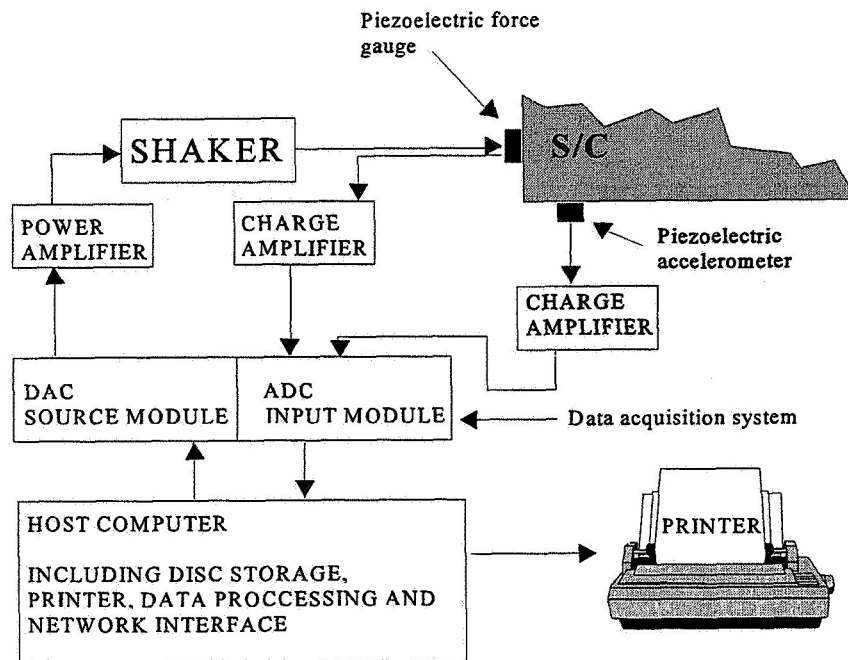 Piezoelectric force
gauge
SHAKER
S/C
POWER
AMPLIFIER
CHARGE
AMPLIFIER
Piezoelectric
accelerometer
CHARGE
AMPLIFIER
DAC
SOURCE MODULE
ADC
INPUT MODULE
Data acquisition system
HOST COMPUTER
INCLUDING DISC STORAGE,
PRINTER, DATA PROCCESSING AND
NETWORK INTERFACE
PRINTER